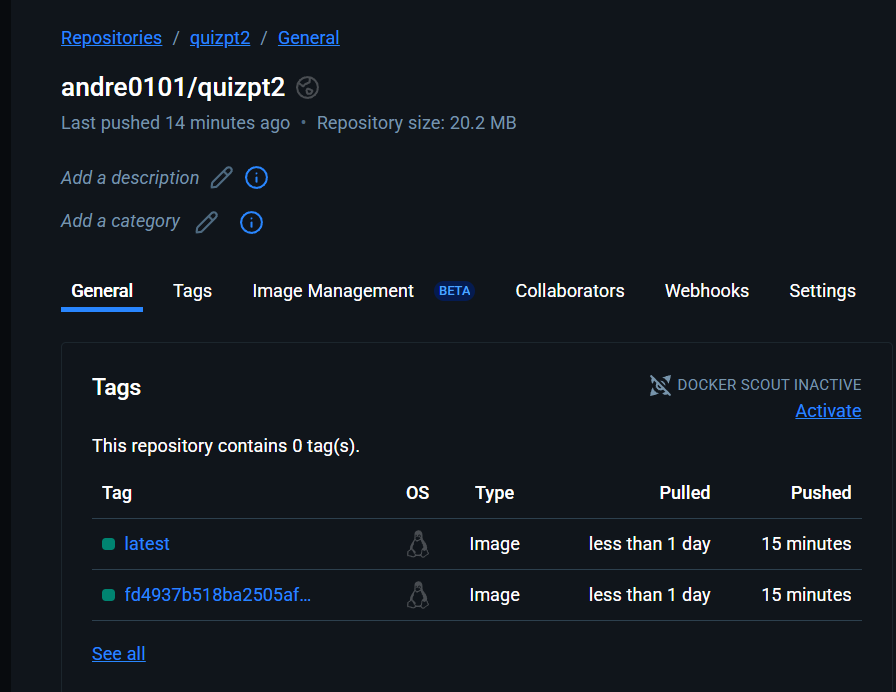 Repositories / quizpt2 / General
andre0101/quizpt2
Last pushed 14 minutes ago • Repository size: 20.2 MB
Add a description
Add a category
General Tags Image Management BETA Collaborators Webhooks Settings
Tags
DOCKER SCOUT INACTIVE
Activate
This repository contains 0 tag(s).
Tag OS Type Pulled Pushed
latest Image less than 1 day 15 minutes
fd4937b518ba2505af... Image less than 1 day 15 minutes
See all